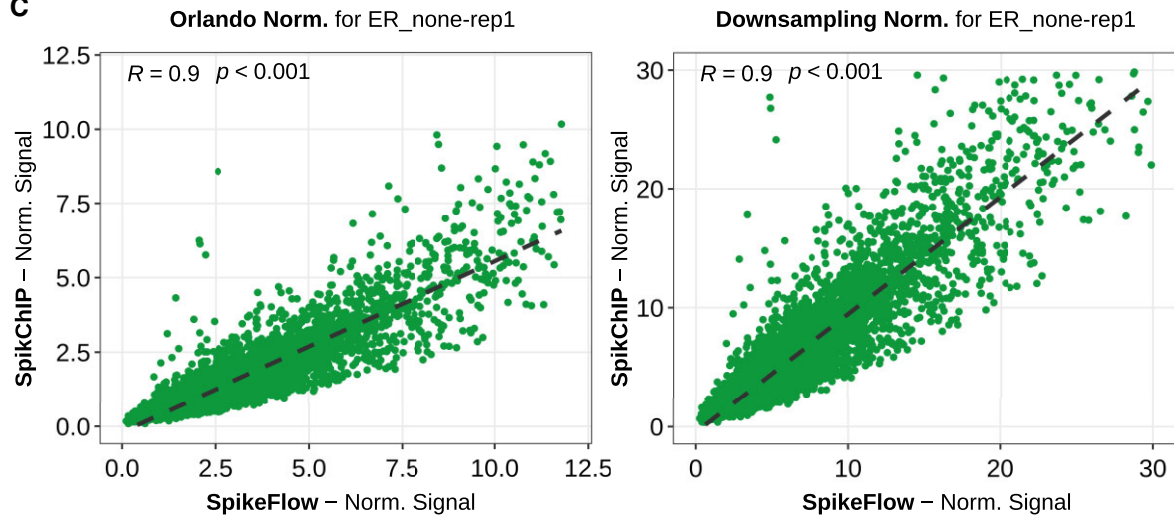 C
Orlando Norm. for ER_none-rep1
R = 0.9 p < 0.001
12.5
10.0
7.5
5.0
2.5
0.0
SpikChIP – Norm. Signal
0.0 2.5 5.0 7.5 10.0 12.5
SpikeFlow – Norm. Signal
Downsampling Norm. for ER_none-rep1
R = 0.9 p < 0.001
30
20
10
0
SpikChIP – Norm. Signal
0 10 20 30
SpikeFlow – Norm. Signal